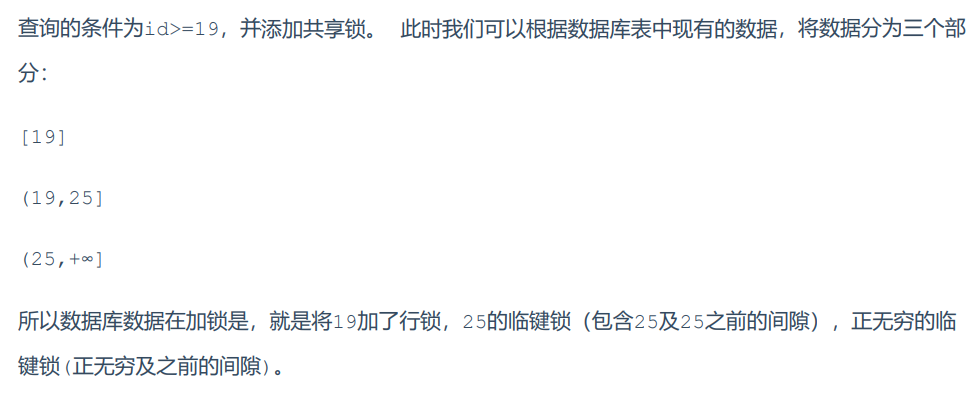 查询的条件为id>=19，并添加共享锁。 此时我们可以根据数据库表中现有的数据，将数据分为三个部
分：
[19]
(19,25]
(25,+∞]
所以数据库数据在加锁是，就是将19加了行锁，25的临键锁（包含25及25之前的间隙），正无穷的临
键锁(正无穷及之前的间隙)。